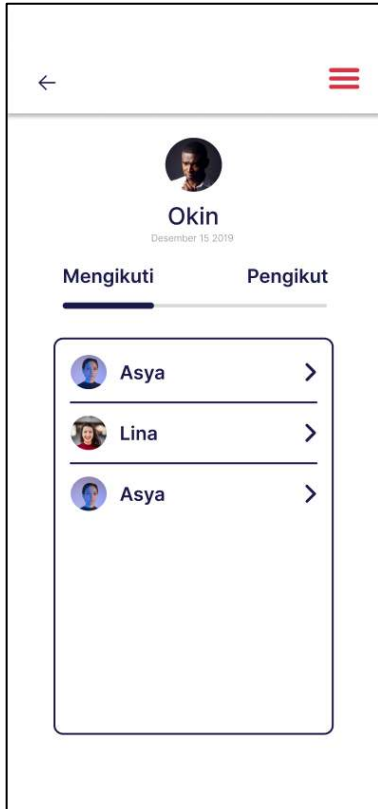 Okin
Desember 15 2019
Mengikuti Pengikut
Asya
Lina
Asya